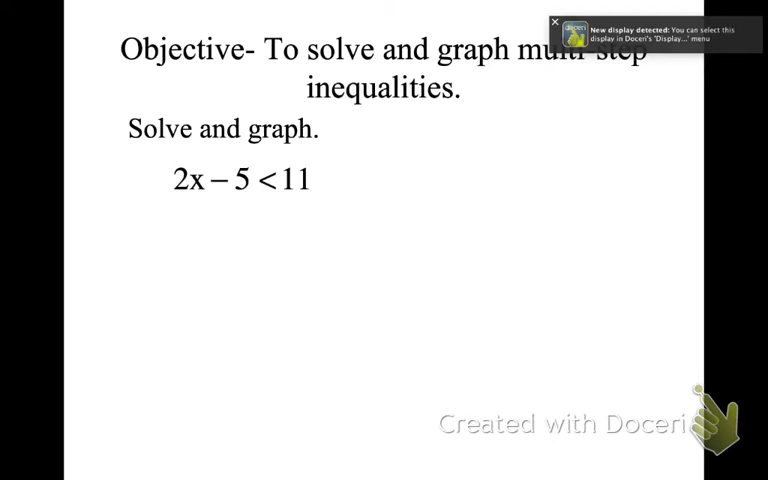 New display detected: You can select this
display in Doceri's 'Display...' menu
doceri
Objective- To solve and graph multi-step
inequalities.
Solve and graph.
2x – 5 < 11
Created with Doceri